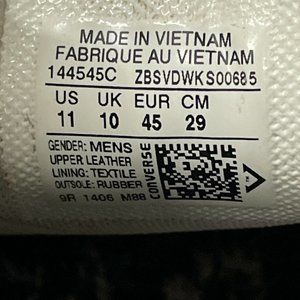 MADE IN VIETNAM
FABRIQUE AU VIETNAM
144545C ZBSVDWKS00685
US UK EUR CM
11 10 45 29
GENDER: MENS
UPPER LEATHER
LINING: TEXTILE
OUTSOLE: RUBBER
9R 1406 M88
CONVERSE